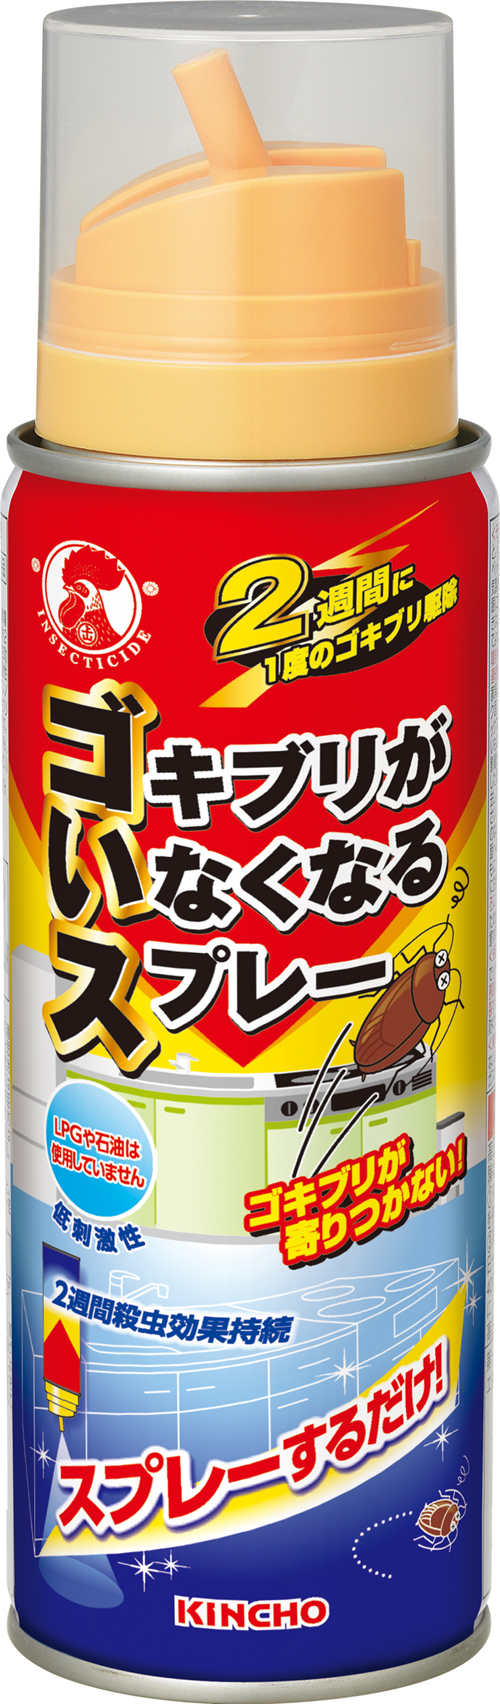 INSECTICIDE
2週間に
1度のゴキブリ駆除
ゴキブリが
いなくなる
スプレー
LPGや石油は
使用していません
低刺激性
ゴキブリが
寄りつかない!
2週間殺虫効果持続
スプレーするだけ!
KINCHO